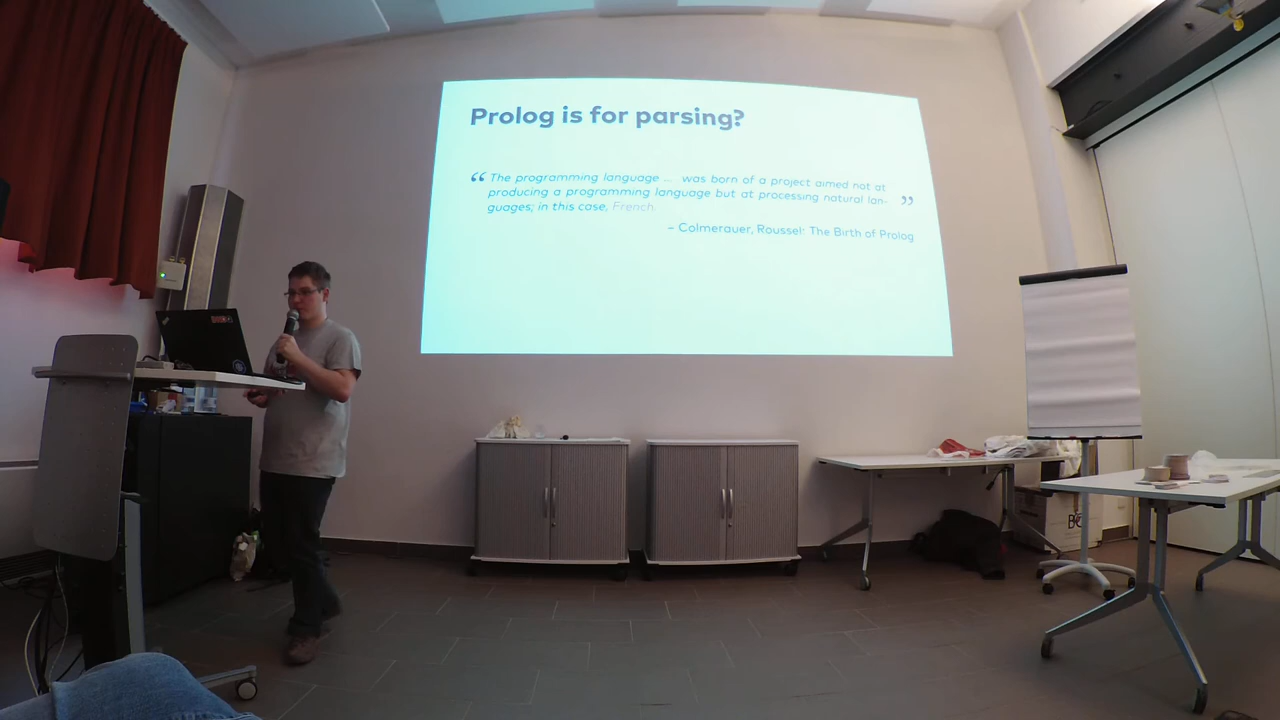 Prolog is for parsing?
“ The programming language ... was born of a project aimed not at
producing a programming language but at processing natural lan-
guages; in this case, French. ”
– Colmerauer, Roussel: The Birth of Prolog